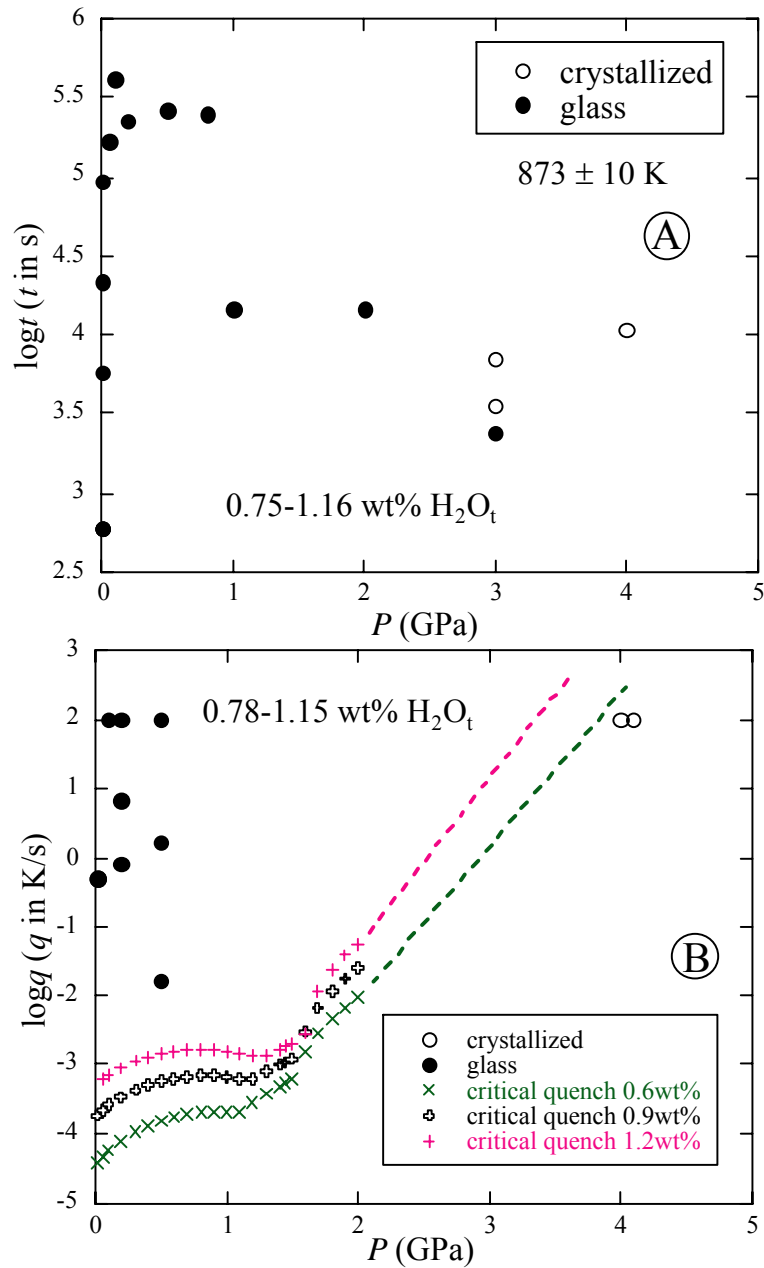 6
5.5
5
4.5
4
3.5
3
2.5
logt (t in s)
crystallized
glass
873 ± 10 K
A
0.75-1.16 wt% H₂Oₜ
0 1 2 3 4 5
P (GPa)
3
2
1
0
-1
-2
-3
-4
-5
logq (q in K/s)
0.78-1.15 wt% H₂Oₜ
B
crystallized
glass
critical quench 0.6wt%
critical quench 0.9wt%
critical quench 1.2wt%
0 1 2 3 4 5
P (GPa)